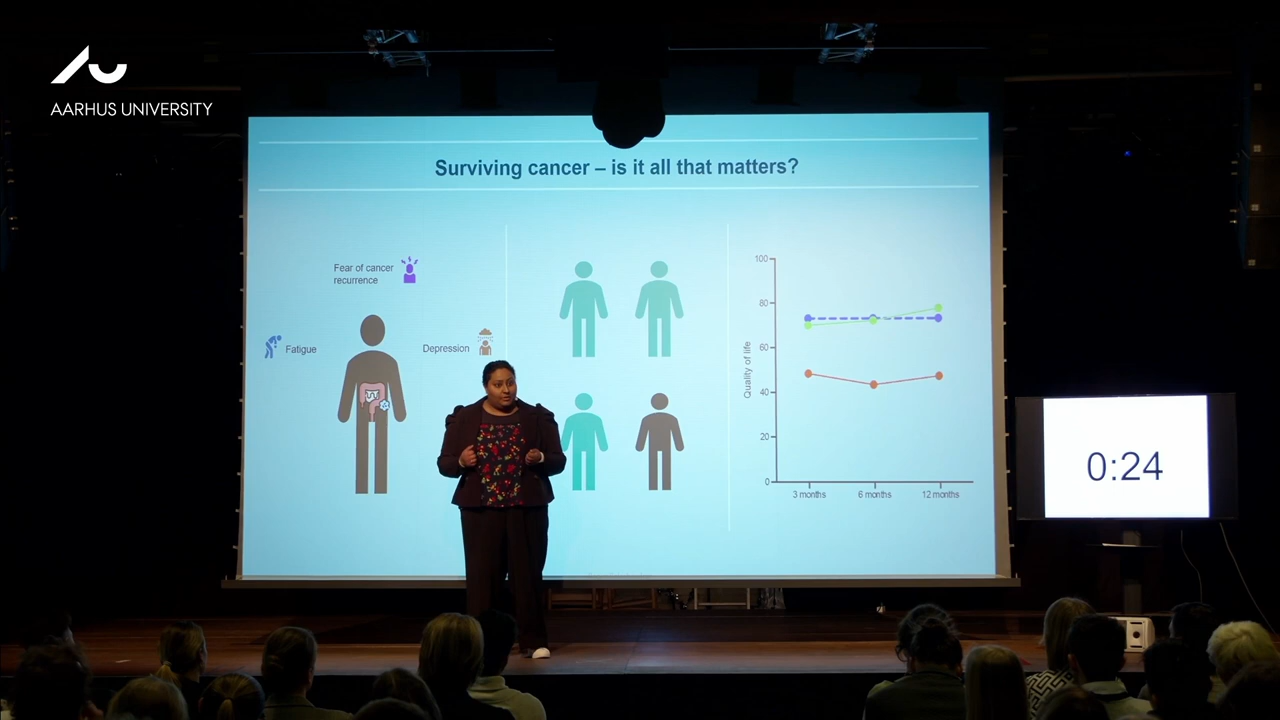 AARHUS UNIVERSITY
Surviving cancer – is it all that matters?
Fear of cancer
recurrence
Fatigue
Depression
Quality of life
100
80
60
40
20
0
3 months
6 months
12 months
0:24